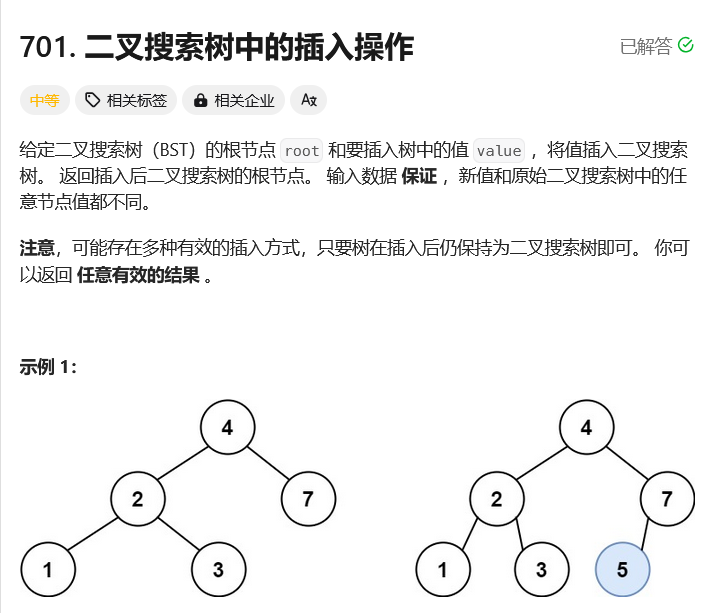 701. 二叉搜索树中的插入操作
已解答
中等 相关标签 相关企业
给定二叉搜索树（BST）的根节点 root 和要插入树中的值 value ，将值插入二叉搜索
树。 返回插入后二叉搜索树的根节点。 输入数据 保证 ，新值和原始二叉搜索树中的任
意节点值都不同。
注意，可能存在多种有效的插入方式，只要树在插入后仍保持为二叉搜索树即可。 你可
以返回 任意有效的结果 。
示例 1：
4 4
2 7 2 7
1 3 1 3 5